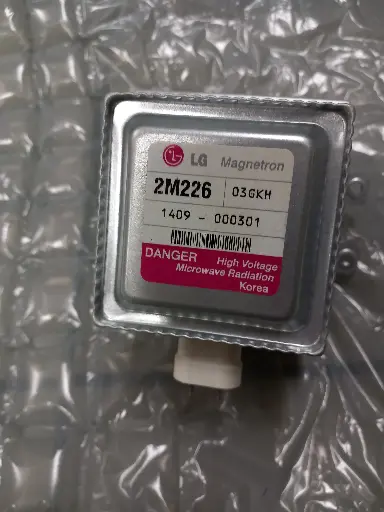 LG Magnetron
2M226 03GKH
1409 - 000301
DANGER High Voltage
Microwave Radiation
Korea